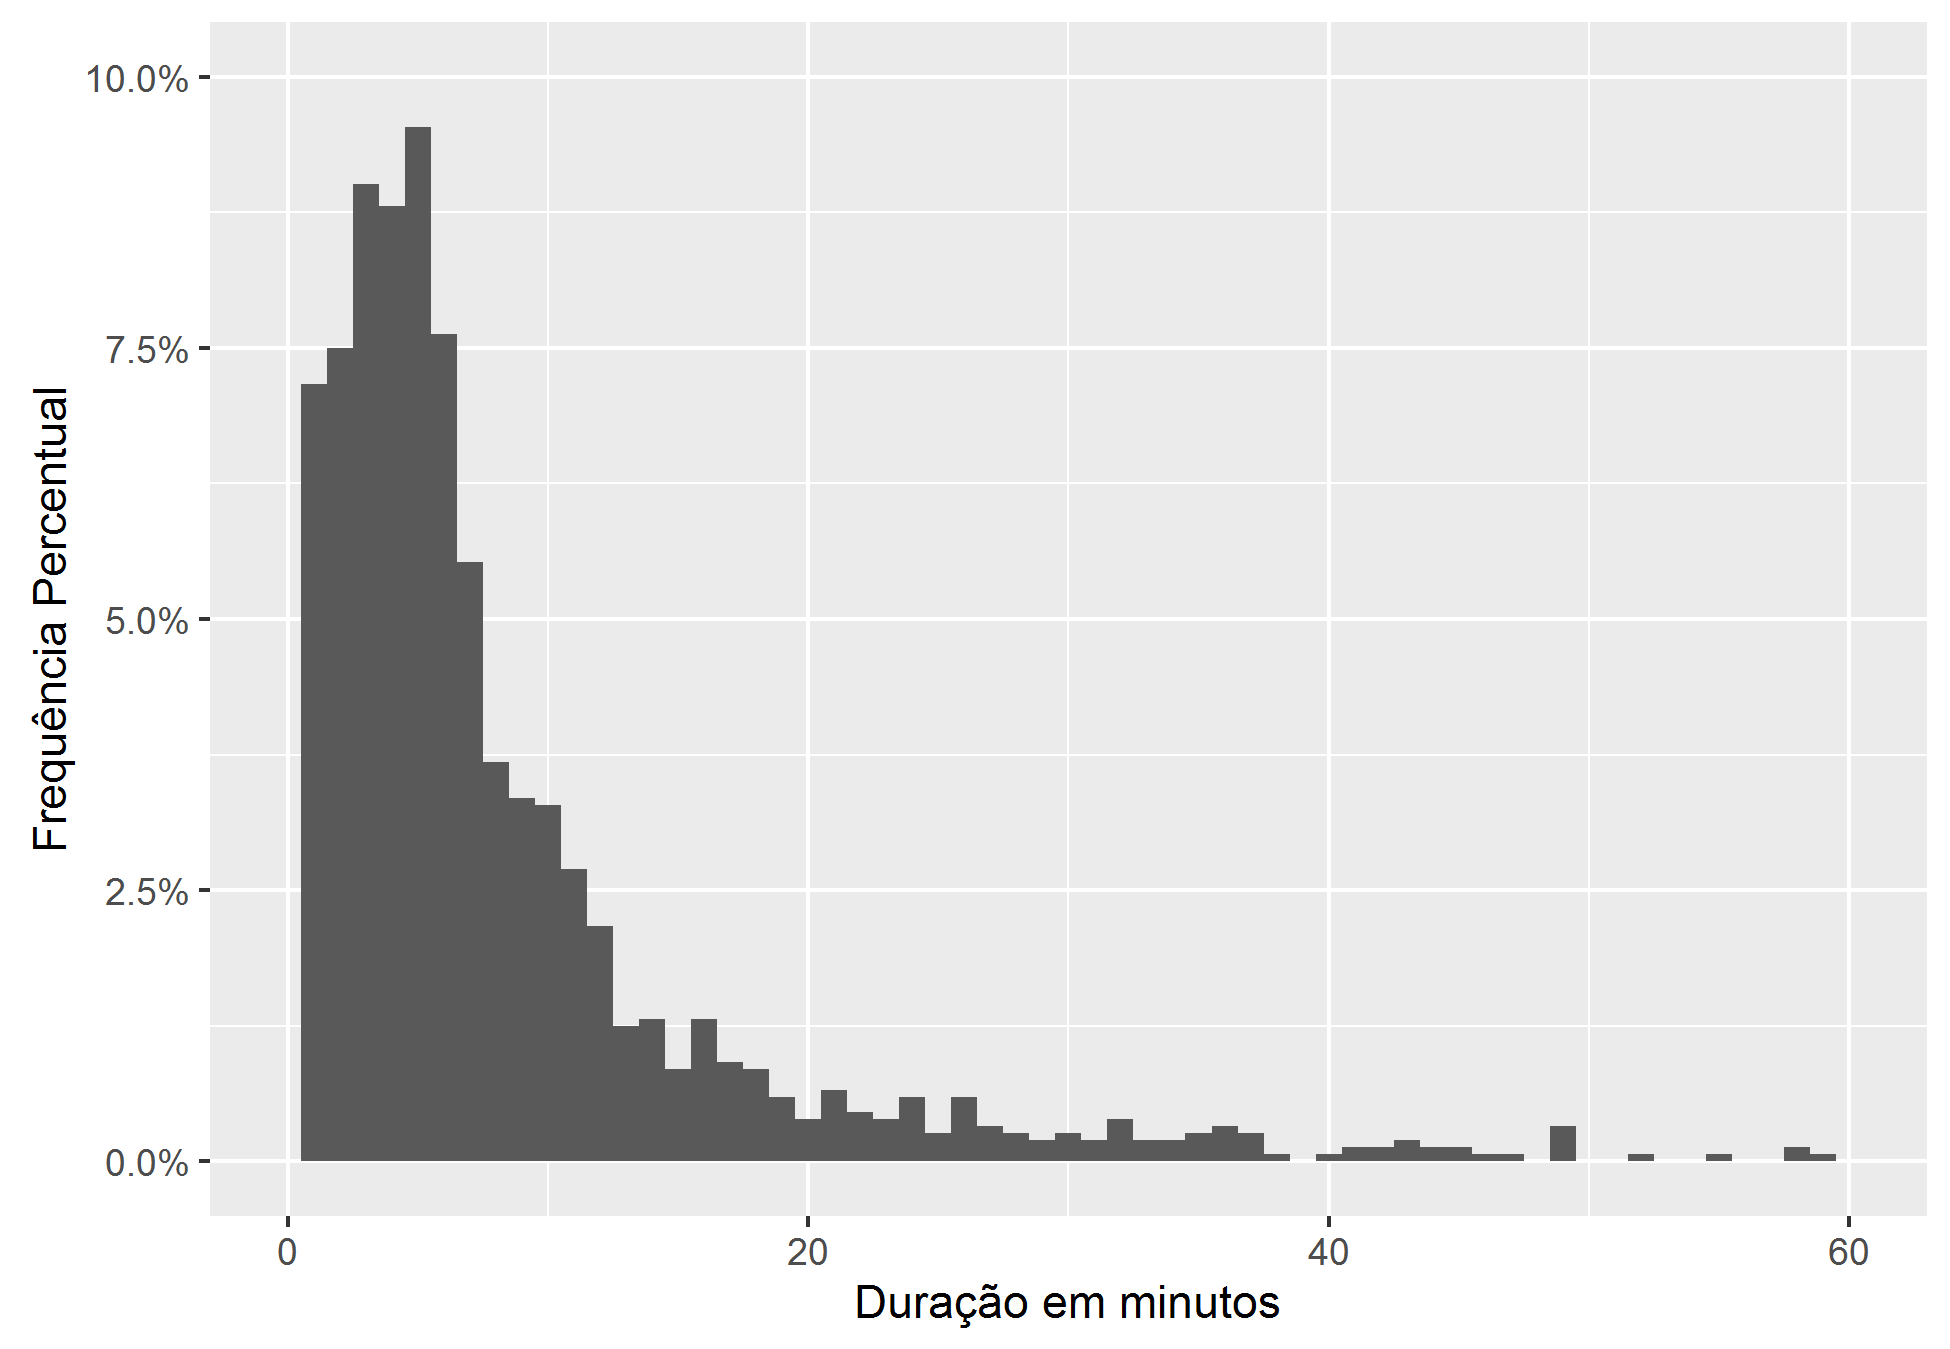 10.0%
7.5%
5.0%
2.5%
0.0%
Frequência Percentual
0 20 40 60
Duração em minutos